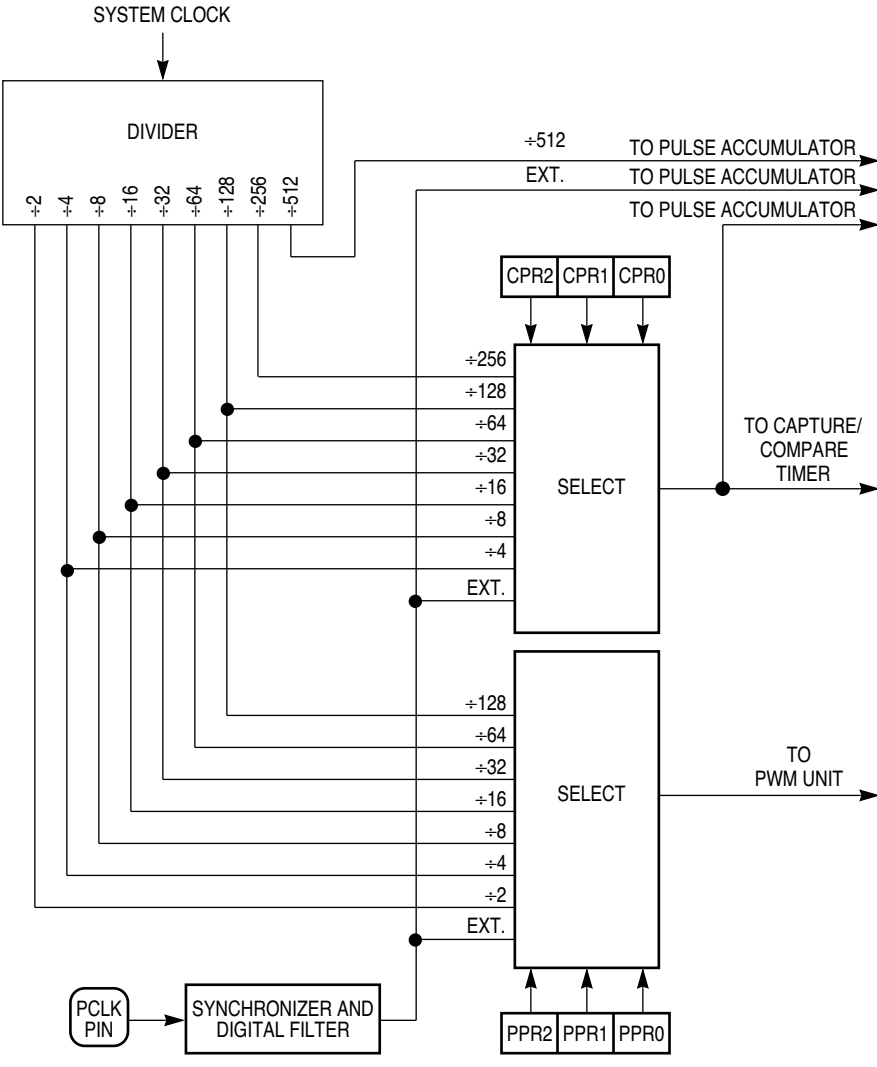 SYSTEM CLOCK
DIVIDER
÷2
÷4
÷8
÷16
÷32
÷64
÷128
÷256
÷512
÷512
TO PULSE ACCUMULATOR
EXT.
TO PULSE ACCUMULATOR
TO PULSE ACCUMULATOR
CPR2
CPR1
CPR0
÷256
÷128
÷64
÷32
÷16
÷8
÷4
EXT.
SELECT
TO CAPTURE/
COMPARE
TIMER
÷128
÷64
÷32
÷16
÷8
÷4
÷2
EXT.
SELECT
TO
PWM UNIT
PCLK
PIN
SYNCHRONIZER AND
DIGITAL FILTER
PPR2
PPR1
PPR0